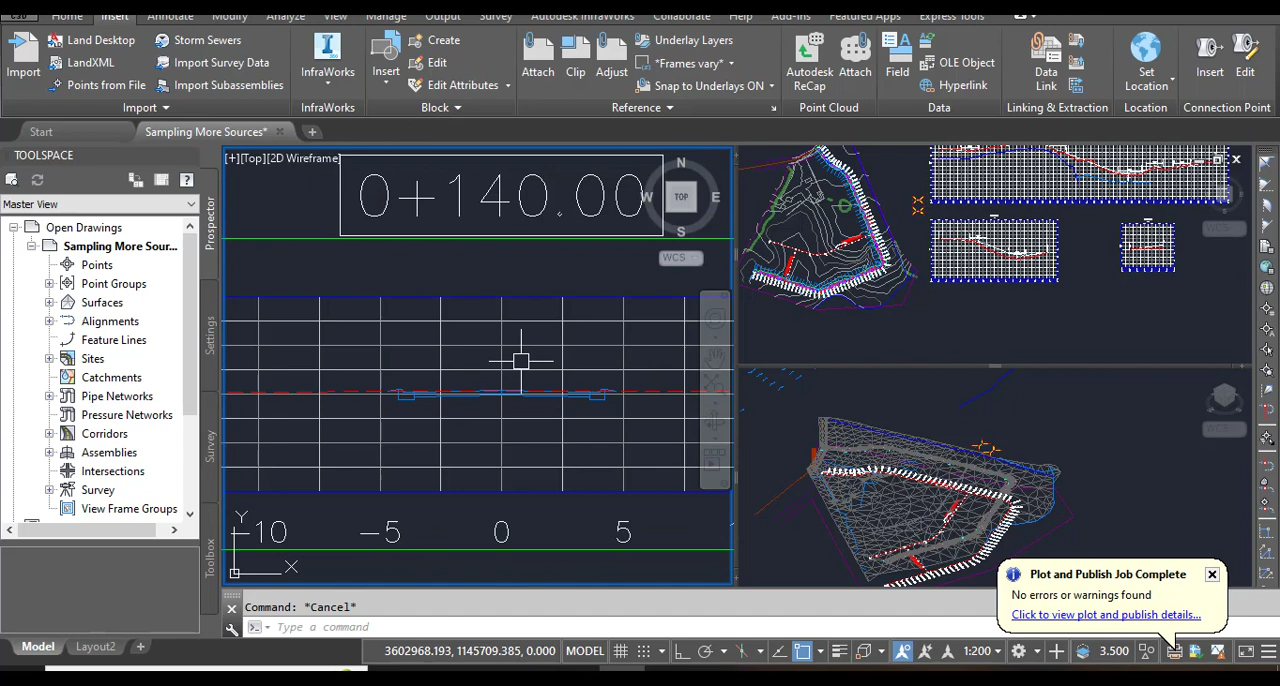 Home Insert Annotate Modify Analyze View Manage Output Survey Autodesk InfraWorks Collaborate Help Add-ins Featured Apps Express Tools
Land Desktop Storm Sewers Create Underlay Layers
Import LandXML Import Survey Data InfraWorks Insert Edit Attach Clip Adjust *Frames vary* Autodesk ReCap Attach Field OLE Object Data Link Set Location Insert Edit
Points from File Import Subassemblies Edit Attributes Snap to Underlays ON Hyperlink
Import InfraWorks Block Reference Point Cloud Data Linking & Extraction Location Connection Point
Start Sampling More Sources* +
TOOLSPACE
[+][Top][2D Wireframe]
Master View
Open Drawings
Sampling More Sour...
Points
Point Groups
Surfaces
Alignments
Feature Lines
Sites
Catchments
Pipe Networks
Pressure Networks
Corridors
Assemblies
Intersections
Survey
View Frame Groups
Prospector
Settings
Survey
Toolbox
0+140.00
N
W TOP E
S
WCS
-10 -5 0 5
Y
X
Command: *Cancel*
Type a command
Plot and Publish Job Complete
No errors or warnings found
Click to view plot and publish details...
Model Layout2 +
3602968.193, 1145709.385, 0.000 MODEL 1:200 3.500